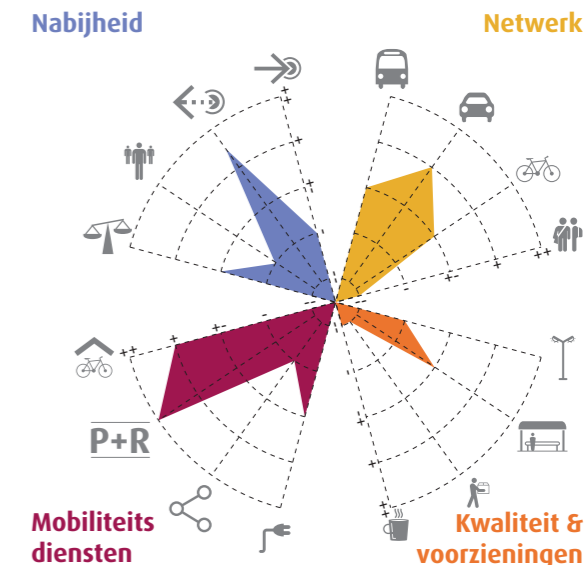 Nabijheid
Netwerk
++
+
+
-
+
+
++
++
+
+
-
P+R
+
++
Mobiliteits
diensten
Kwaliteit &
voorzieningen